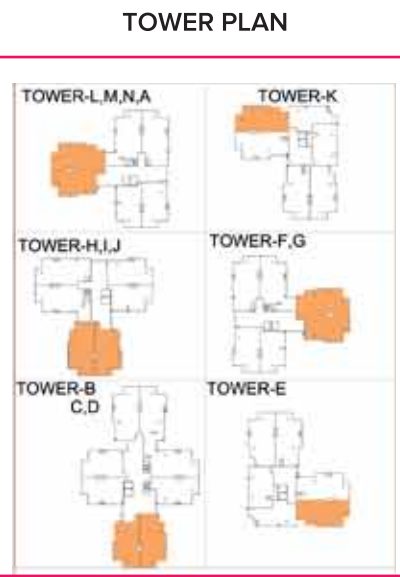 TOWER PLAN
TOWER-L,M,N,A
TOWER-K
TOWER-H,I,J
TOWER-F,G
TOWER-B
C,D
TOWER-E